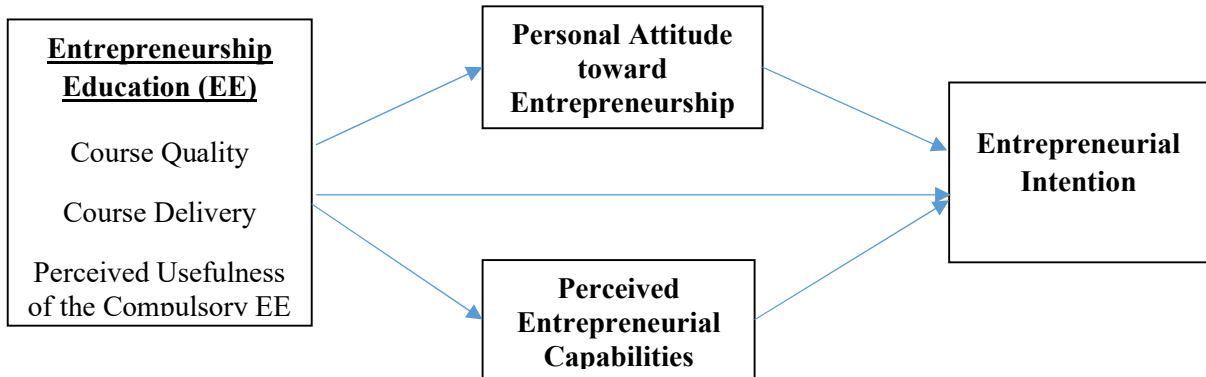 Entrepreneurship
Education (EE)
Course Quality
Course Delivery
Perceived Usefulness
of the Compulsory EE
Personal Attitude
toward
Entrepreneurship
Perceived
Entrepreneurial
Capabilities
Entrepreneurial
Intention